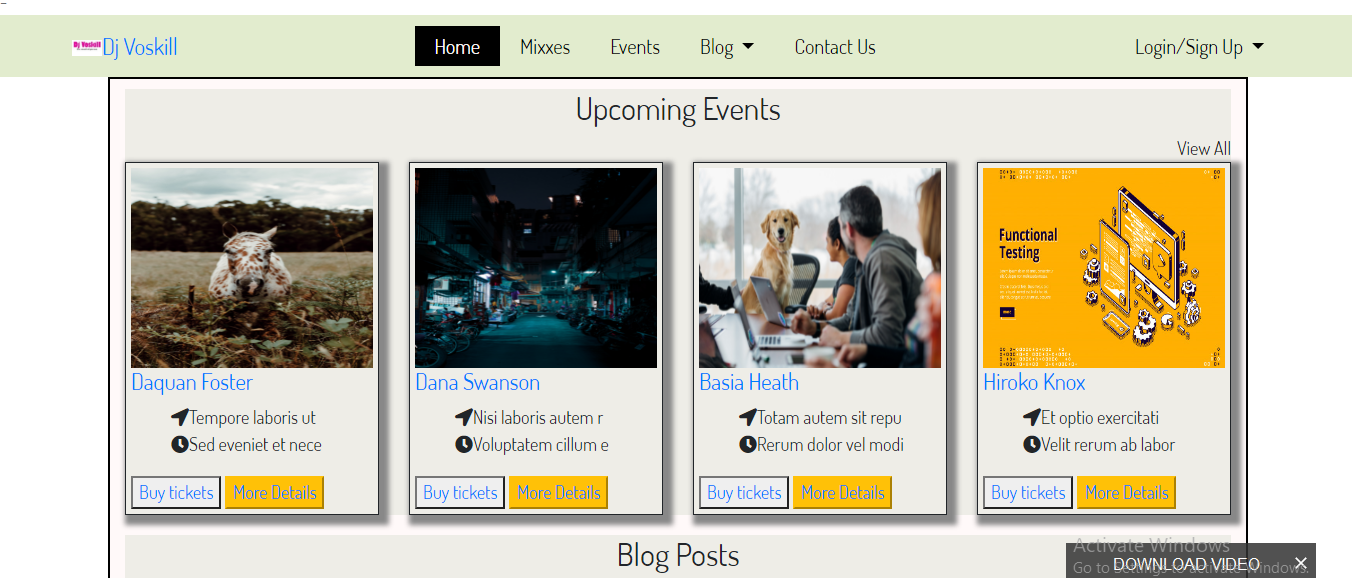 Dj Voskill Dj Voskill Home Mixxes Events Blog Contact Us Login/Sign Up
Upcoming Events
View All
Functional
Testing
Daquan Foster Dana Swanson Basia Heath Hiroko Knox
Tempore laboris ut Nisi laboris autem r Totam autem sit repu Et optio exercitati
Sed eveniet et nece Voluptatem cillum e Rerum dolor vel modi Velit rerum ab labor
Buy tickets More Details Buy tickets More Details Buy tickets More Details Buy tickets More Details
Blog Posts
Activate Windows
DOWNLOAD VIDEO ×
Go to Settings to activate Windows.